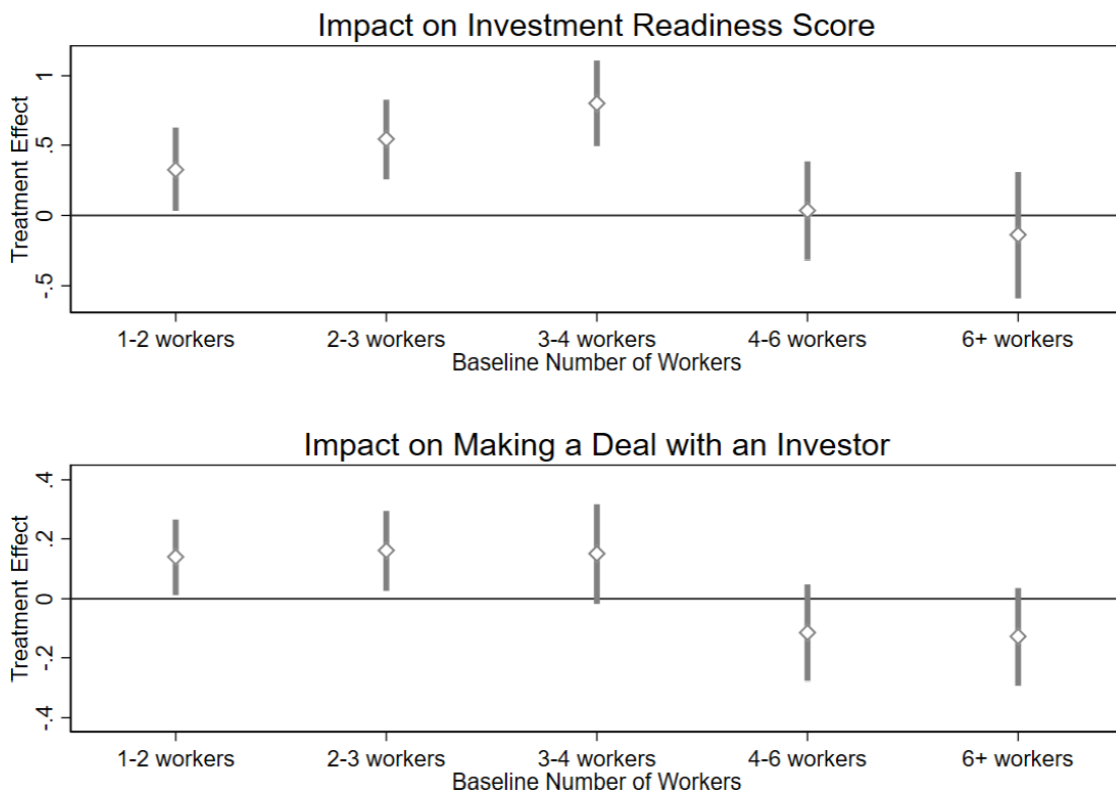 Impact on Investment Readiness Score
Treatment Effect
1
.5
0
-.5
1-2 workers 2-3 workers 3-4 workers 4-6 workers 6+ workers
Baseline Number of Workers
Impact on Making a Deal with an Investor
Treatment Effect
.4
.2
0
-.2
-.4
1-2 workers 2-3 workers 3-4 workers 4-6 workers 6+ workers
Baseline Number of Workers